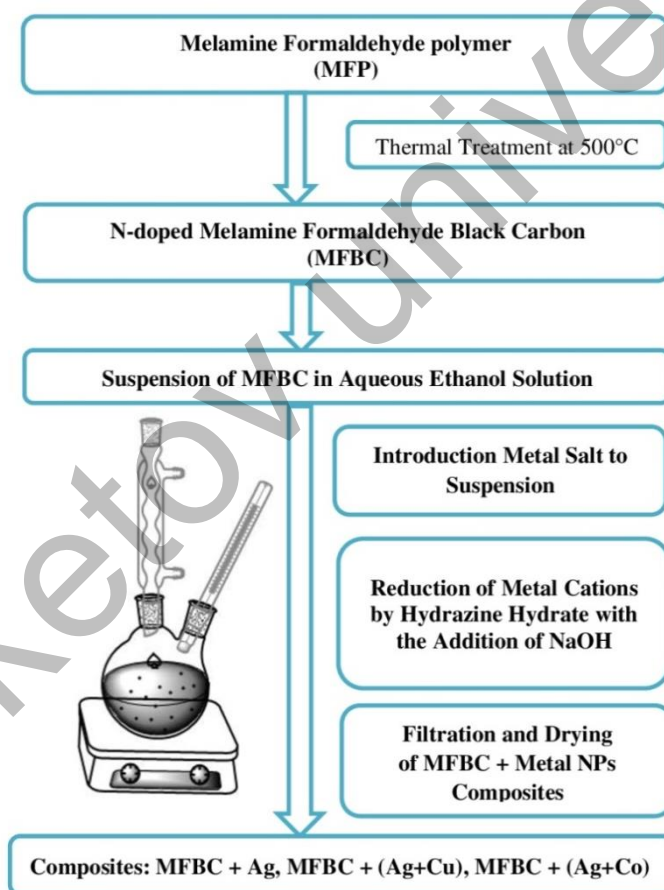 Melamine Formaldehyde polymer
(MFP)
Thermal Treatment at 500°C
N-doped Melamine Formaldehyde Black Carbon
(MFBC)
Suspension of MFBC in Aqueous Ethanol Solution
Introduction Metal Salt to
Suspension
Reduction of Metal Cations
by Hydrazine Hydrate with
the Addition of NaOH
Filtration and Drying
of MFBC + Metal NPs
Composites
Composites: MFBC + Ag, MFBC + (Ag+Cu), MFBC + (Ag+Co)
ketov unive